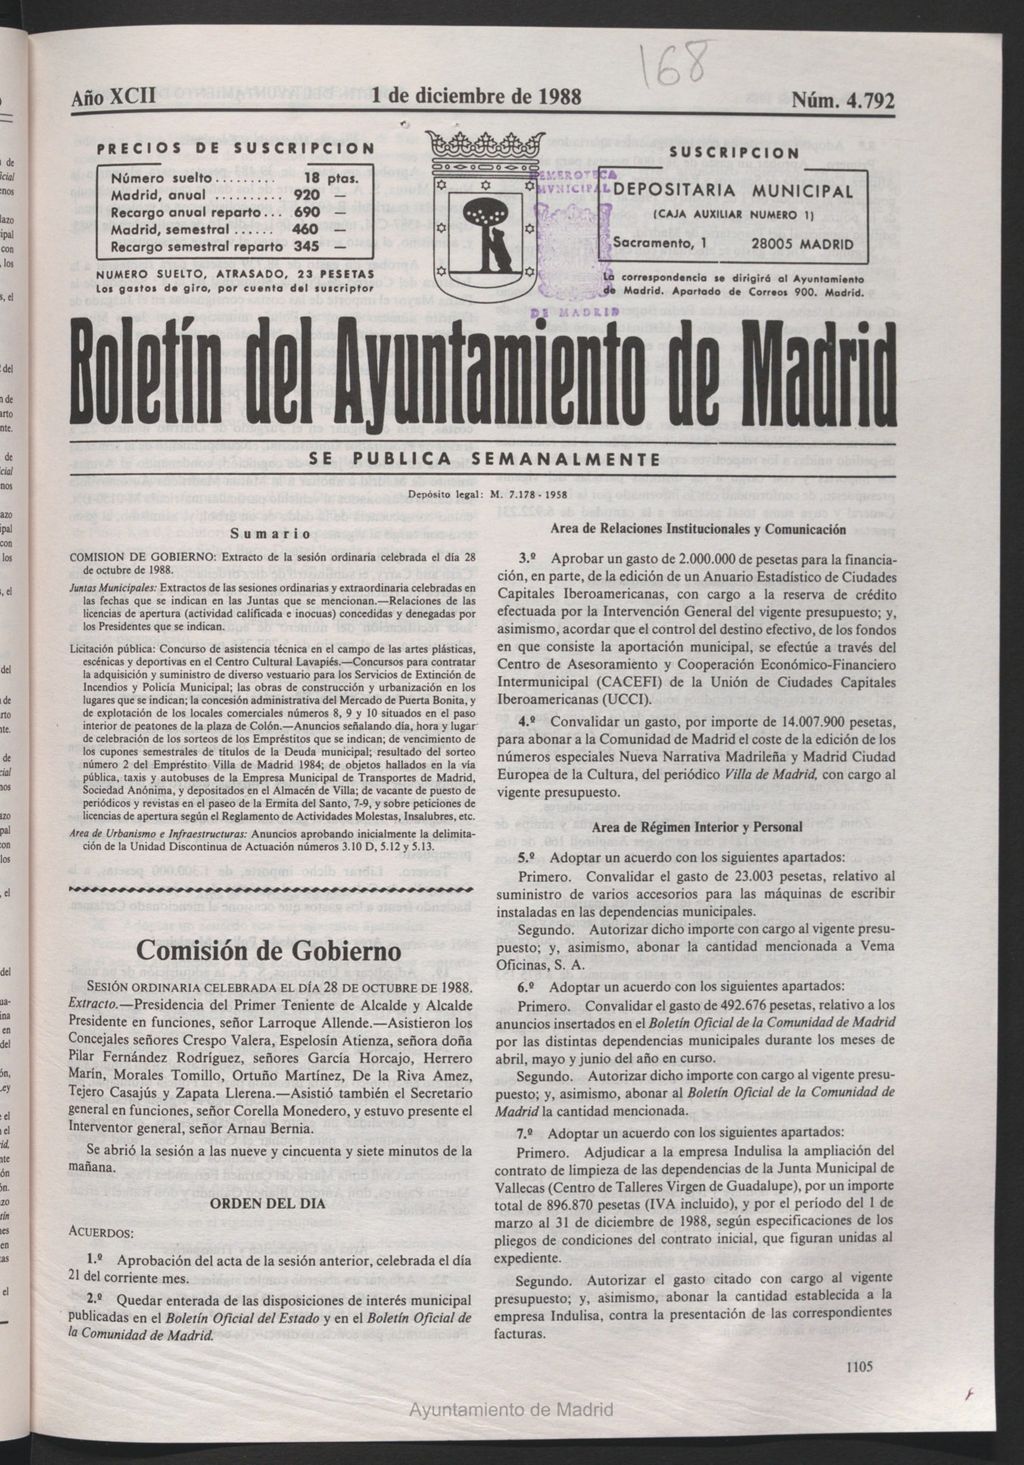 168
Año XCII
1 de diciembre de 1988
Núm. 4.792
PRECIOS DE SUSCRIPCION
Número suelto......... 18 ptas.
Madrid, anual .......... 920 —
Recargo anual reparto... 690 —
Madrid, semestral ...... 460 —
Recargo semestral reparto 345 —
NUMERO SUELTO, ATRASADO, 23 PESETAS
Los gastos de giro, por cuenta del suscriptor
HEMEROTECA
MUNICIPAL
DE MADRID
SUSCRIPCION
DEPOSITARIA MUNICIPAL
(CAJA AUXILIAR NUMERO 1)
Sacramento, 1 28005 MADRID
La correspondencia se dirigirá al Ayuntamiento
de Madrid. Apartado de Correos 900. Madrid.
Boletín del Ayuntamiento de Madrid
SE PUBLICA SEMANALMENTE
Depósito legal: M. 7.178 - 1958
Sumario
COMISION DE GOBIERNO: Extracto de la sesión ordinaria celebrada el día 28
de octubre de 1988.
Juntas Municipales: Extractos de las sesiones ordinarias y extraordinaria celebradas en
las fechas que se indican en las Juntas que se mencionan.—Relaciones de las
licencias de apertura (actividad calificada e inocuas) concedidas y denegadas por
los Presidentes que se indican.
Licitación pública: Concurso de asistencia técnica en el campo de las artes plásticas,
escénicas y deportivas en el Centro Cultural Lavapiés.—Concursos para contratar
la adquisición y suministro de diverso vestuario para los Servicios de Extinción de
Incendios y Policía Municipal; las obras de construcción y urbanización en los
lugares que se indican; la concesión administrativa del Mercado de Puerta Bonita, y
de explotación de los locales comerciales números 8, 9 y 10 situados en el paso
interior de peatones de la plaza de Colón.—Anuncios señalando día, hora y lugar
de celebración de los sorteos de los Empréstitos que se indican; de vencimiento de
los cupones semestrales de títulos de la Deuda municipal; resultado del sorteo
número 2 del Empréstito Villa de Madrid 1984; de objetos hallados en la vía
pública, taxis y autobuses de la Empresa Municipal de Transportes de Madrid,
Sociedad Anónima, y depositados en el Almacén de Villa; de vacante de puesto de
periódicos y revistas en el paseo de la Ermita del Santo, 7-9, y sobre peticiones de
licencias de apertura según el Reglamento de Actividades Molestas, Insalubres, etc.
Area de Urbanismo e Infraestructuras: Anuncios aprobando inicialmente la delimita-
ción de la Unidad Discontinua de Actuación números 3.10 D, 5.12 y 5.13.
Comisión de Gobierno
SESIÓN ORDINARIA CELEBRADA EL DÍA 28 DE OCTUBRE DE 1988.
Extracto.—Presidencia del Primer Teniente de Alcalde y Alcalde
Presidente en funciones, señor Larroque Allende.—Asistieron los
Concejales señores Crespo Valera, Espelosín Atienza, señora doña
Pilar Fernández Rodríguez, señores García Horcajo, Herrero
Marín, Morales Tomillo, Ortuño Martínez, De la Riva Amez,
Tejero Casajús y Zapata Llerena.—Asistió también el Secretario
general en funciones, señor Corella Monedero, y estuvo presente el
Interventor general, señor Arnau Bernia.
Se abrió la sesión a las nueve y cincuenta y siete minutos de la
mañana.
ORDEN DEL DIA
ACUERDOS:
1.º Aprobación del acta de la sesión anterior, celebrada el día
21 del corriente mes.
2.º Quedar enterada de las disposiciones de interés municipal
publicadas en el Boletín Oficial del Estado y en el Boletín Oficial de
la Comunidad de Madrid.
Area de Relaciones Institucionales y Comunicación
3.º Aprobar un gasto de 2.000.000 de pesetas para la financia-
ción, en parte, de la edición de un Anuario Estadístico de Ciudades
Capitales Iberoamericanas, con cargo a la reserva de crédito
efectuada por la Intervención General del vigente presupuesto; y,
asimismo, acordar que el control del destino efectivo, de los fondos
en que consiste la aportación municipal, se efectúe a través del
Centro de Asesoramiento y Cooperación Económico-Financiero
Intermunicipal (CACEFI) de la Unión de Ciudades Capitales
Iberoamericanas (UCCI).
4.º Convalidar un gasto, por importe de 14.007.900 pesetas,
para abonar a la Comunidad de Madrid el coste de la edición de los
números especiales Nueva Narrativa Madrileña y Madrid Ciudad
Europea de la Cultura, del periódico Villa de Madrid, con cargo al
vigente presupuesto.
Area de Régimen Interior y Personal
5.º Adoptar un acuerdo con los siguientes apartados:
Primero. Convalidar el gasto de 23.003 pesetas, relativo al
suministro de varios accesorios para las máquinas de escribir
instaladas en las dependencias municipales.
Segundo. Autorizar dicho importe con cargo al vigente presu-
puesto; y, asimismo, abonar la cantidad mencionada a Vema
Oficinas, S. A.
6.º Adoptar un acuerdo con los siguientes apartados:
Primero. Convalidar el gasto de 492.676 pesetas, relativo a los
anuncios insertados en el Boletín Oficial de la Comunidad de Madrid
por las distintas dependencias municipales durante los meses de
abril, mayo y junio del año en curso.
Segundo. Autorizar dicho importe con cargo al vigente presu-
puesto; y, asimismo, abonar al Boletín Oficial de la Comunidad de
Madrid la cantidad mencionada.
7.º Adoptar un acuerdo con los siguientes apartados:
Primero. Adjudicar a la empresa Indulisa la ampliación del
contrato de limpieza de las dependencias de la Junta Municipal de
Vallecas (Centro de Talleres Virgen de Guadalupe), por un importe
total de 896.870 pesetas (IVA incluido), y por el período del 1 de
marzo al 31 de diciembre de 1988, según especificaciones de los
pliegos de condiciones del contrato inicial, que figuran unidas al
expediente.
Segundo. Autorizar el gasto citado con cargo al vigente
presupuesto; y, asimismo, abonar la cantidad establecida a la
empresa Indulisa, contra la presentación de las correspondientes
facturas.
1105
Ayuntamiento de Madrid